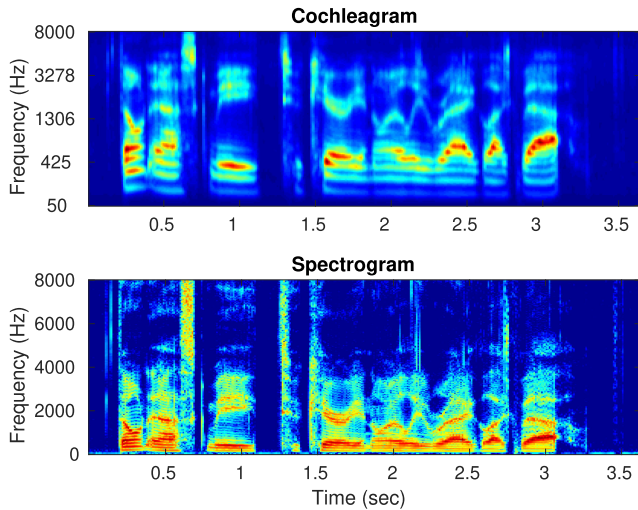 Cochleagram
Frequency (Hz)
8000
3278
1306
425
50
0.5 1 1.5 2 2.5 3 3.5
Spectrogram
Frequency (Hz)
8000
6000
4000
2000
0
0.5 1 1.5 2 2.5 3 3.5
Time (sec)